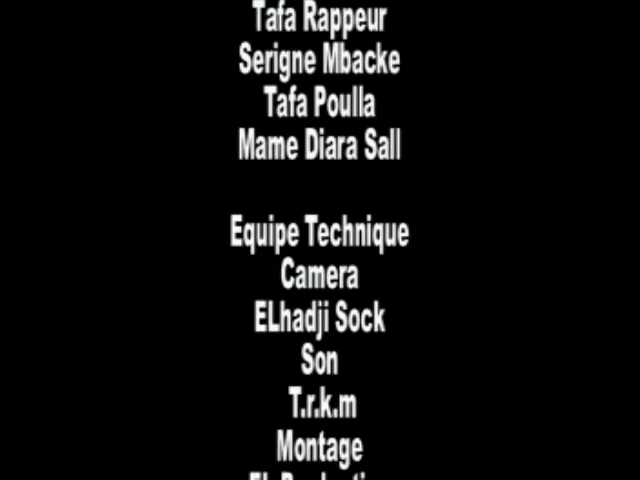 Tafa Rappeur
Serigne Mbacke
Tafa Poulla
Mame Diara Sall
Equipe Technique
Camera
ELhadji Sock
Son
T.r.k.m
Montage